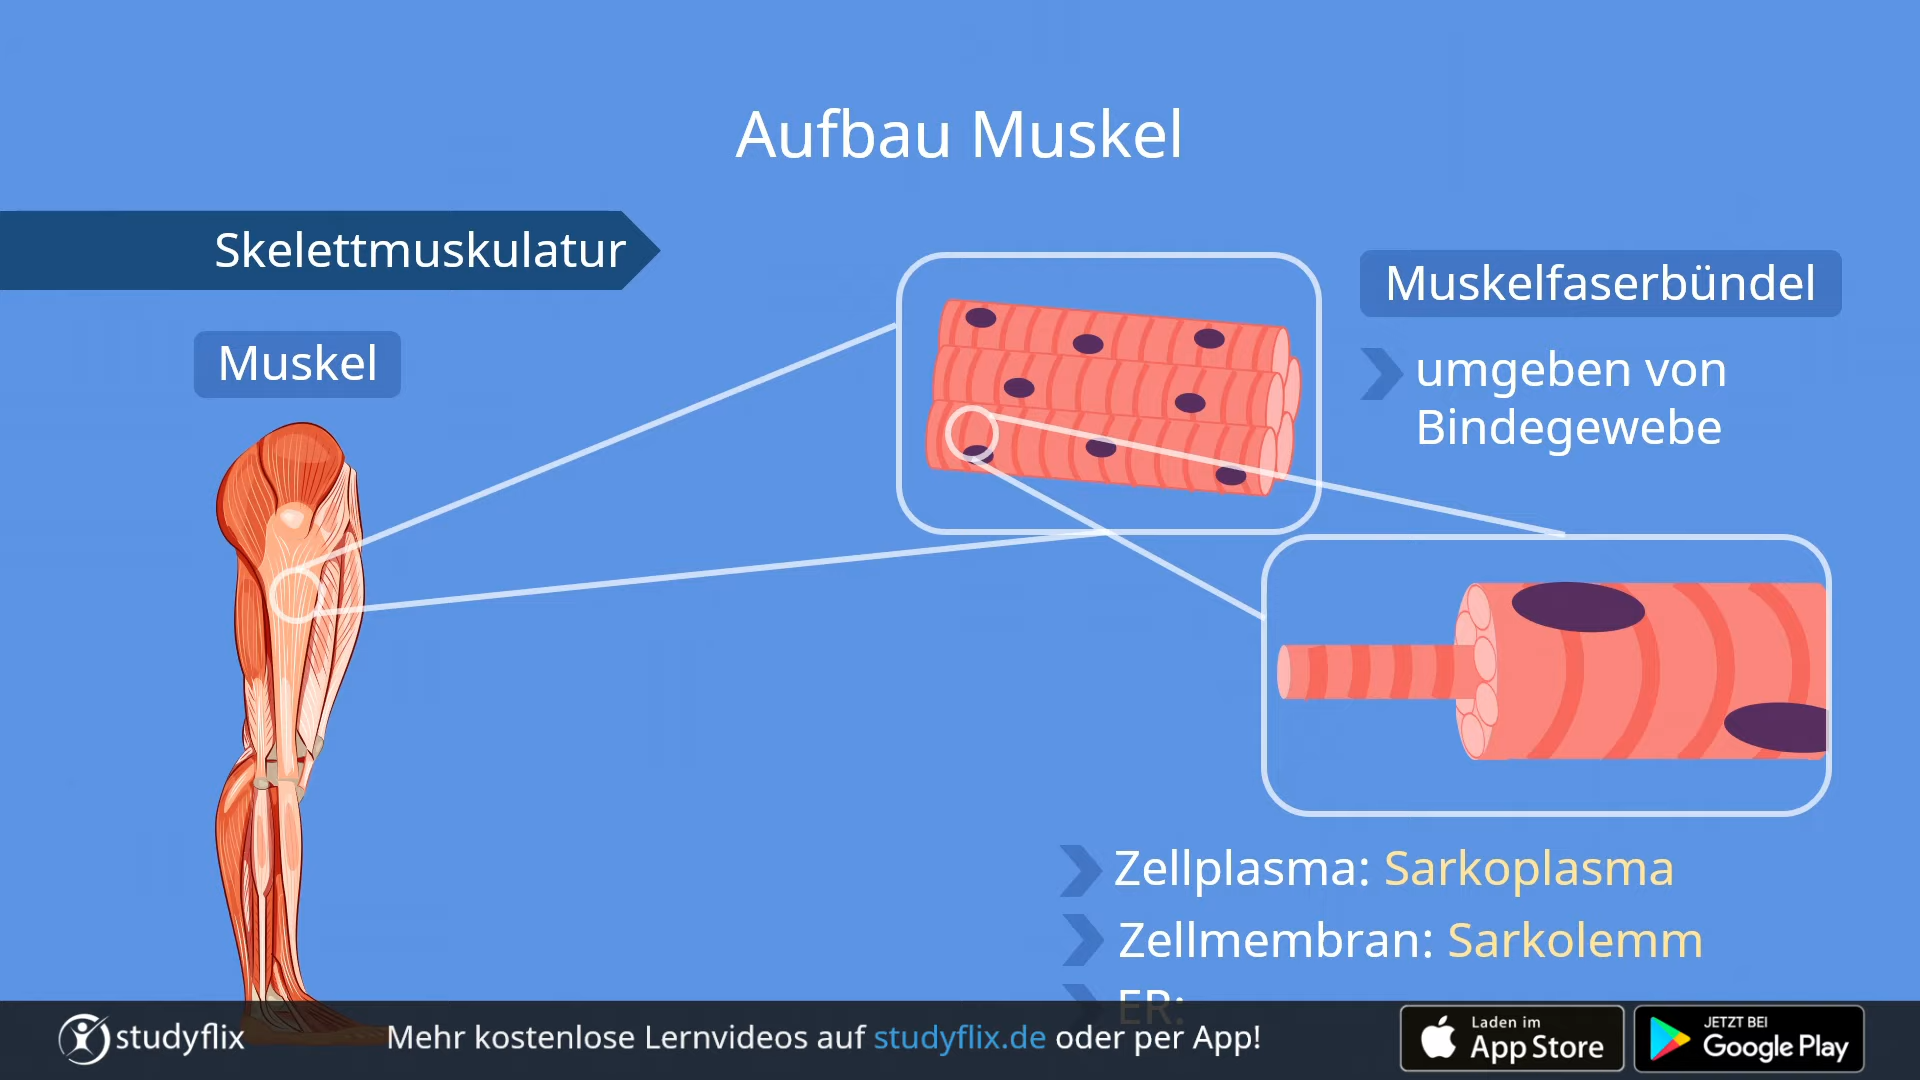 Aufbau Muskel
Skelettmuskulatur
Muskel
Muskelfaserbündel
umgeben von
Bindegewebe
Zellplasma: Sarkoplasma
Zellmembran: Sarkolemm
ER:
studyflix
Mehr kostenlose Lernvideos auf studyflix.de oder per App!
Laden im
App Store
JETZT BEI
Google Play